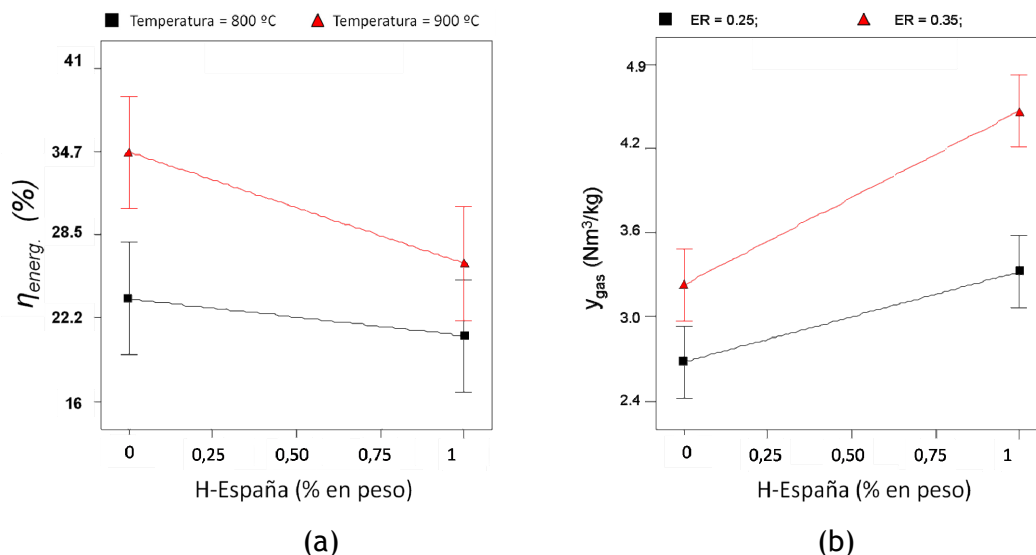 Temperatura = 800 ºC
Temperatura = 900 ºC
41
34.7
28.5
22.2
16
ηenerg. (%)
0
0,25
0,50
0,75
1
H-España (% en peso)
(a)
ER = 0.25;
ER = 0.35;
4.9
4.2
3.6
3.0
2.4
ygas (Nm³/kg)
0
0,25
0,50
0,75
1
H-España (% en peso)
(b)